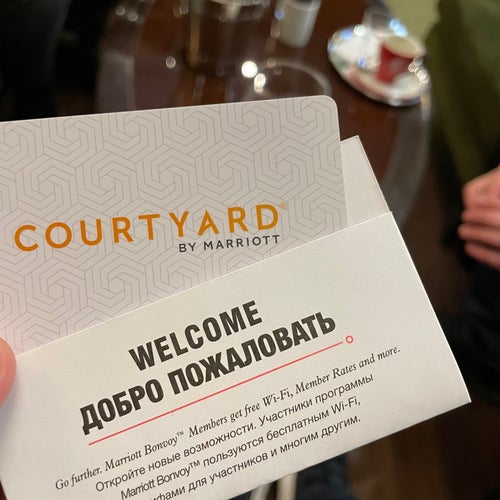 COURTYARD®
BY MARRIOTT
WELCOME
ДОБРО ПОЖАЛОВАТЬ
Go further. Marriott Bonvoy™ Members get free Wi-Fi, Member Rates and more.
Откройте новые возможности. Участники программы
Marriott Bonvoy™ пользуются бесплатным Wi-Fi,
фами для участников и многим другим.